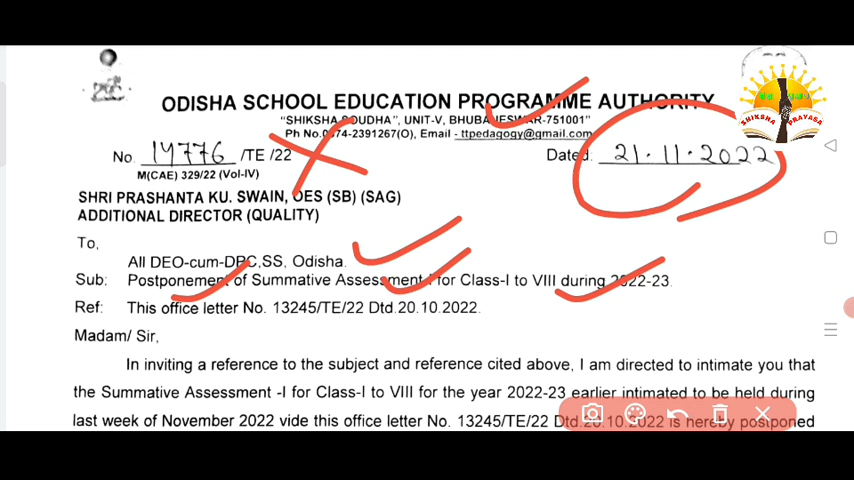 ODISHA SCHOOL EDUCATION PROGRAMME AUTHORITY
"SHIKSHA SOUDHA", UNIT-V, BHUBANESWAR-751001"
Ph No.0674-2391267(O), Email - ttpedagogy@gmail.com
No. 14776 /TE /22 Dated: 21.11.2022
M(CAE) 329/22 (Vol-IV)
SHRI PRASHANTA KU. SWAIN, OES (SB) (SAG)
ADDITIONAL DIRECTOR (QUALITY)
To,
All DEO-cum-DPC,SS, Odisha.
Sub: Postponement of Summative Assessment-I for Class-I to VIII during 2022-23.
Ref: This office letter No. 13245/TE/22 Dtd.20.10.2022.
Madam/ Sir,
In inviting a reference to the subject and reference cited above, I am directed to intimate you that
the Summative Assessment -I for Class-I to VIII for the year 2022-23 earlier intimated to be held during
last week of November 2022 vide this office letter No. 13245/TE/22 Dtd.20.10.2022 is hereby postponed
SHIKSHA PRAYASA